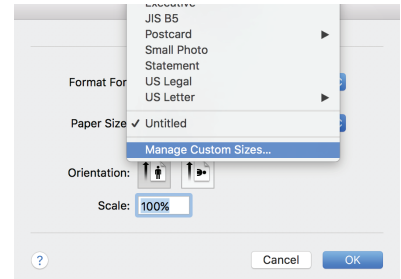 Executive
JIS B5
Postcard
Small Photo
Statement
US Legal
Format For
US Letter
Paper Size
✓ Untitled
Manage Custom Sizes...
Orientation:
Scale: 100%
? Cancel OK